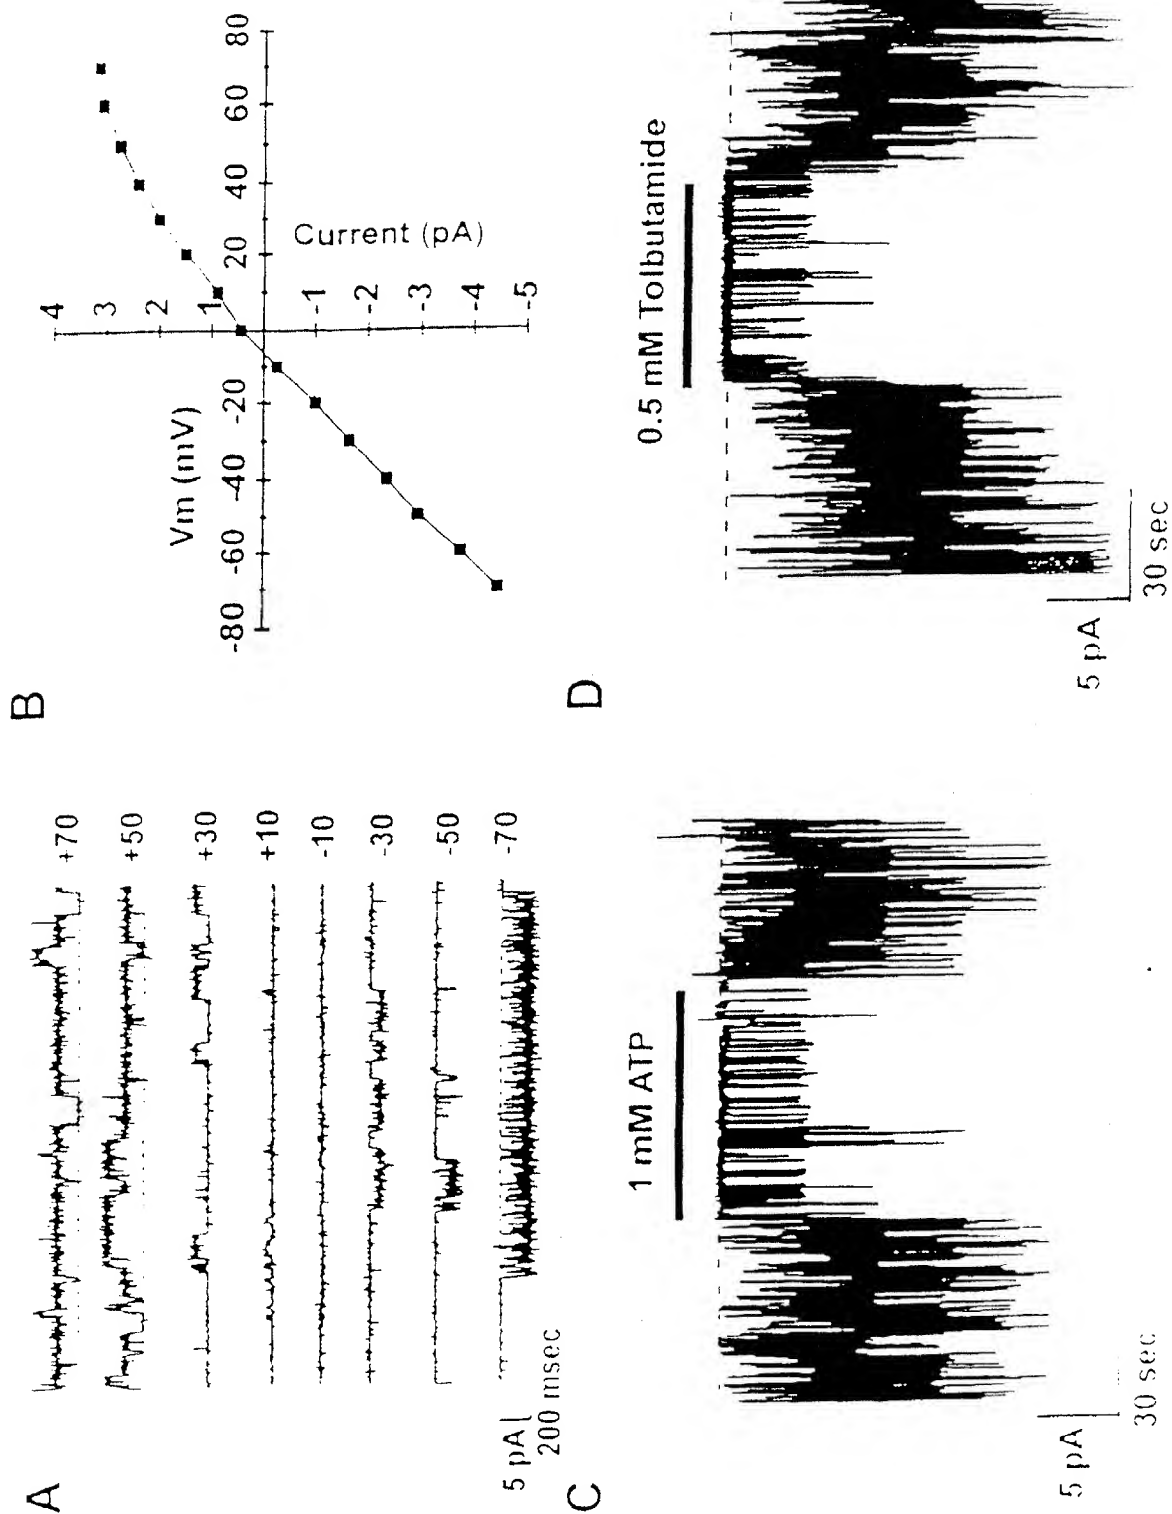 A
+70
+50
+30
+10
-10
-30
-50
-70
5 pA
200 msec
B
Vm (mV)
-80 -60 -40 -20 20 40 60 80
Current (pA)
4
3
2
1
-1
-2
-3
-4
-5
C
1 mM ATP
5 pA
30 sec
D
0.5 mM Tolbutamide
5 pA
30 sec